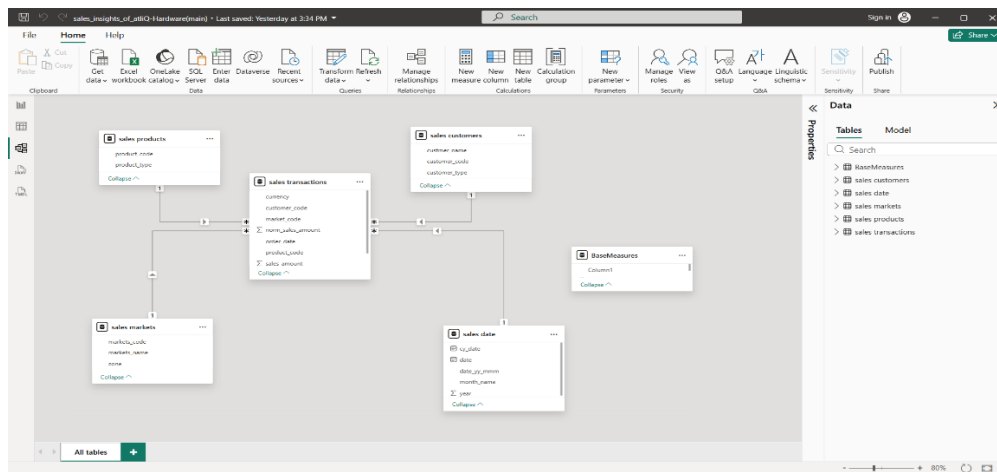 sales_insights_of_atliQ-Hardware(main) • Last saved: Yesterday at 3:34 PM
Search
Sign in
File Home Help
Share
Paste
Cut
Copy
Get data
Excel workbook
OneLake catalog
SQL Server
Enter data
Dataverse
Recent sources
Transform data
Refresh
Manage relationships
New measure
New column
New table
Calculation group
New parameter
Manage roles
View as
Q&A setup
Language
Linguistic schema
Sensitivity
Publish
Clipboard
Data
Queries
Relationships
Calculations
Parameters
Security
Q&A
Sensitivity
Share
sales products
product_code
product_type
Collapse
1
sales customers
custmer_name
customer_code
customer_type
Collapse
1
sales transactions
currency
customer_code
market_code
norm_sales_amount
order_date
product_code
sales_amount
Collapse
BaseMeasures
Column1
Collapse
1
sales markets
markets_code
markets_name
zone
Collapse
1
sales date
cy_date
date
date_yy_mmm
month_name
year
Collapse
Properties
Data
Tables Model
Search
BaseMeasures
sales customers
sales date
sales markets
sales products
sales transactions
All tables
80%